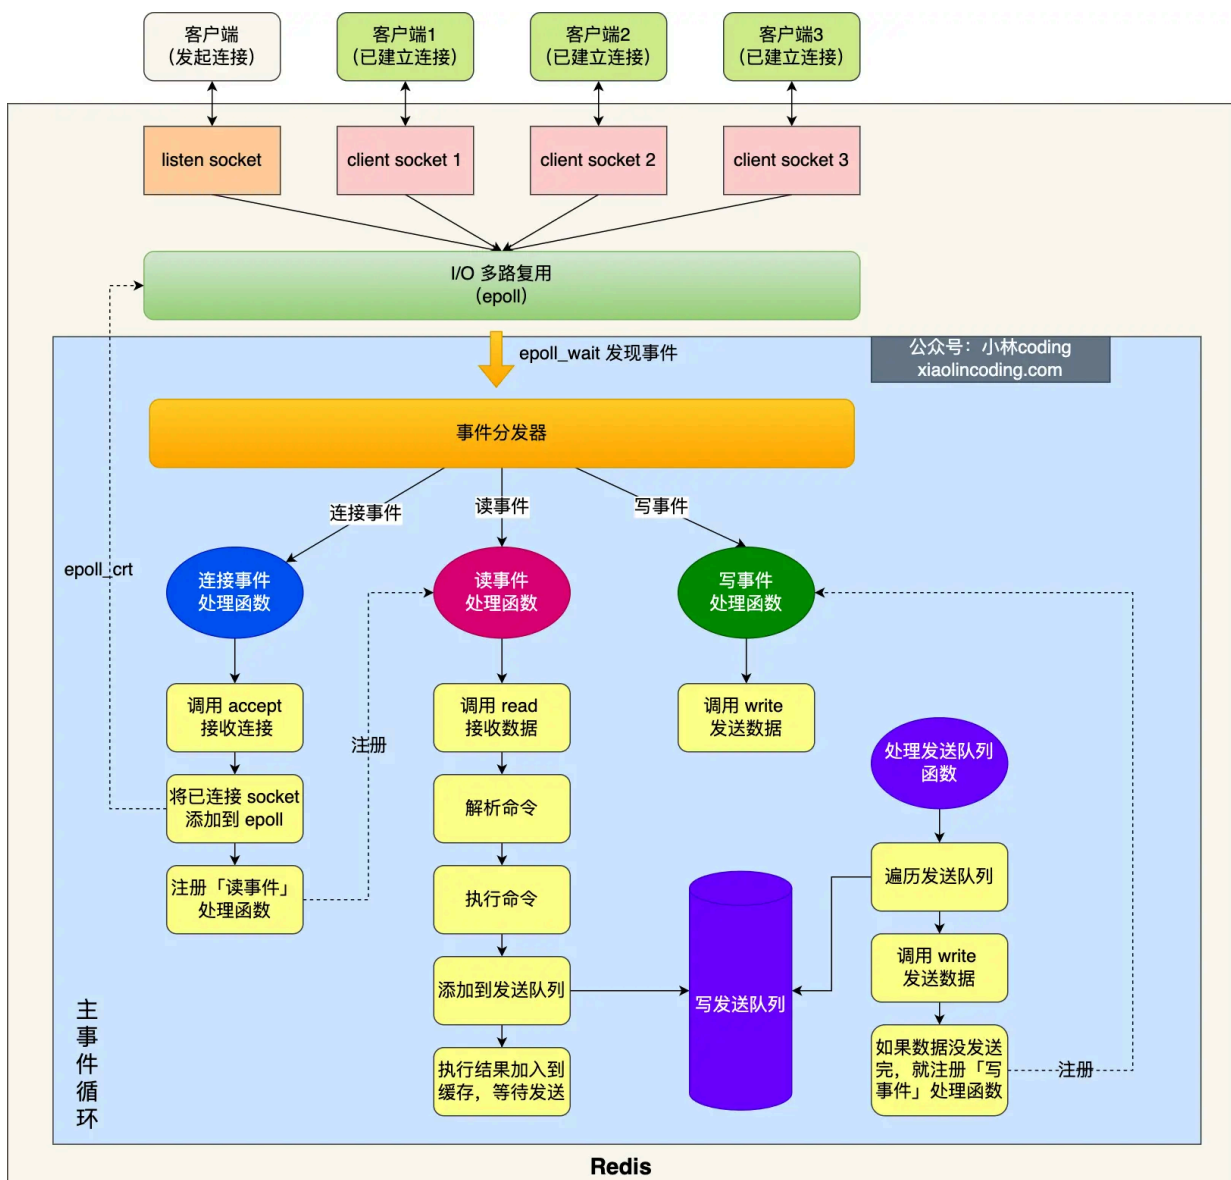 客户端
（发起连接）
客户端1
（已建立连接）
客户端2
（已建立连接）
客户端3
（已建立连接）
listen socket
client socket 1
client socket 2
client socket 3
I/O 多路复用
（epoll）
epoll_wait 发现事件
公众号：小林coding
xiaolincoding.com
事件分发器
连接事件
读事件
写事件
epoll_crt
连接事件
处理函数
读事件
处理函数
写事件
处理函数
调用 accept
接收连接
调用 read
接收数据
调用 write
发送数据
注册
处理发送队列
函数
将已连接 socket
添加到 epoll
解析命令
注册「读事件」
处理函数
执行命令
遍历发送队列
添加到发送队列
写发送队列
调用 write
发送数据
执行结果加入到
缓存，等待发送
如果数据没发送
完，就注册「写
事件」处理函数
注册
主事件循环
Redis